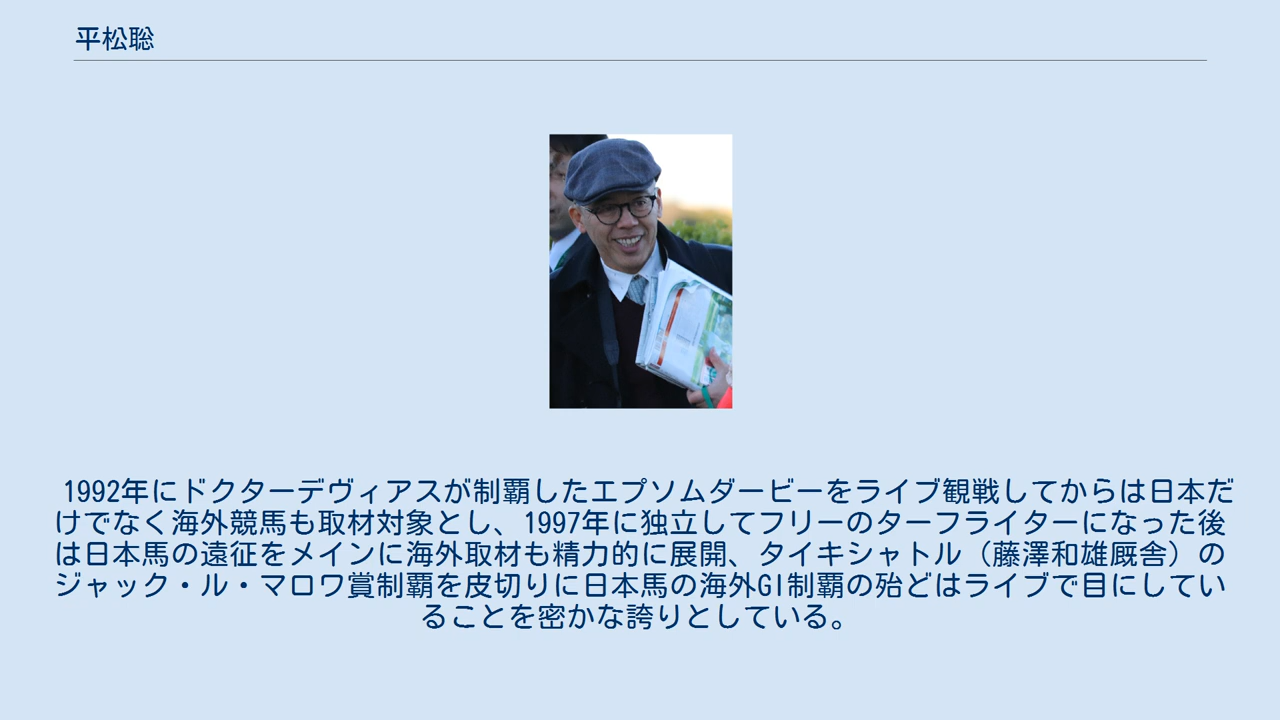 平松聡
1992年にドクターデヴィアスが制覇したエプソムダービーをライブ観戦してからは日本だ
けでなく海外競馬も取材対象とし、1997年に独立してフリーのターフライターになった後
は日本馬の遠征をメインに海外取材も精力的に展開、タイキシャトル（藤澤和雄厩舎）の
ジャック・ル・マロワ賞制覇を皮切りに日本馬の海外GI制覇の殆どはライブで目にしてい
ることを密かな誇りとしている。